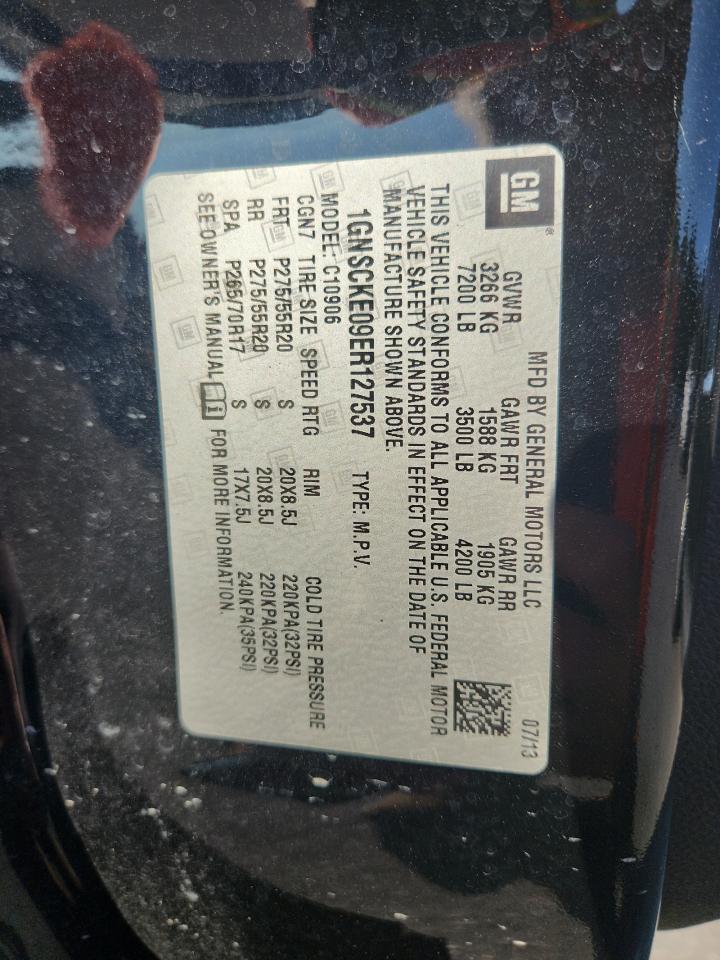 GM®
MFD BY GENERAL MOTORS LLC 07/13
GVWR GAWR FRT GAWR RR
3266 KG 1588 KG 1905 KG
7200 LB 3500 LB 4200 LB
THIS VEHICLE CONFORMS TO ALL APPLICABLE U.S. FEDERAL MOTOR
VEHICLE SAFETY STANDARDS IN EFFECT ON THE DATE OF
MANUFACTURE SHOWN ABOVE.
1GNSCKE09ER127537 TYPE: M.P.V.
MODEL: C10906
CGN7 TIRE SIZE SPEED RTG RIM COLD TIRE PRESSURE
FRT P275/55R20 S 20X8.5J 220KPA(32PSI)
RR P275/55R20 S 20X8.5J 220KPA(32PSI)
SPA P265/70R17 S 17X7.5J 240KPA(35PSI)
SEE OWNER'S MANUAL FOR MORE INFORMATION.